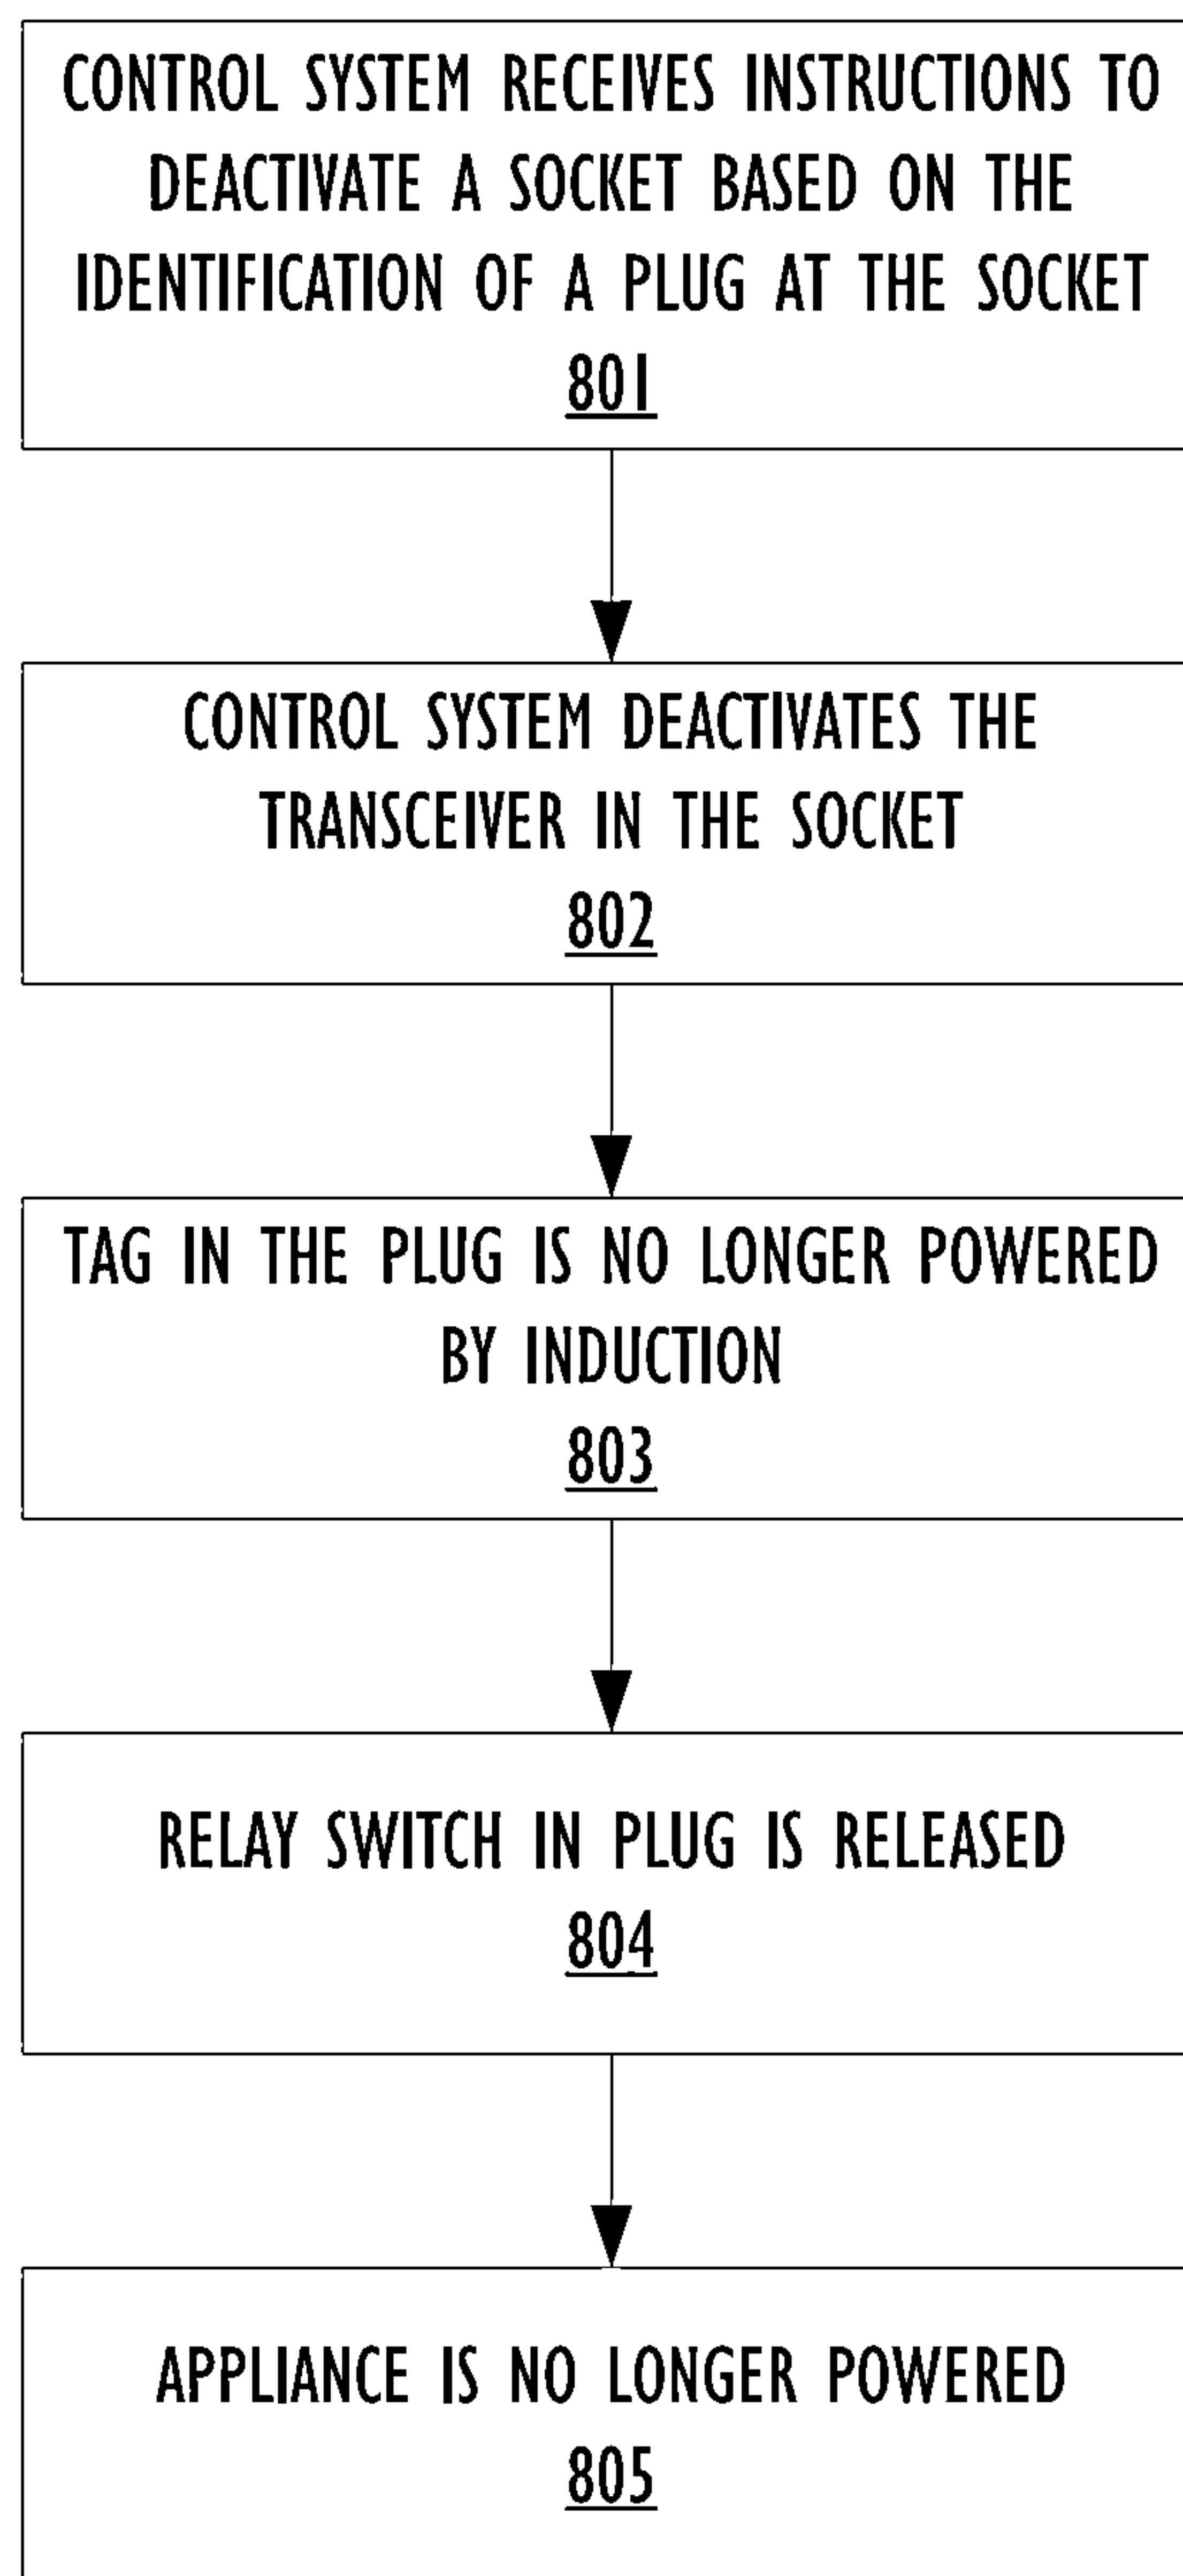 CONTROL SYSTEM RECEIVES INSTRUCTIONS TO
DEACTIVATE A SOCKET BASED ON THE
IDENTIFICATION OF A PLUG AT THE SOCKET
801
CONTROL SYSTEM DEACTIVATES THE
TRANSCEIVER IN THE SOCKET
802
TAG IN THE PLUG IS NO LONGER POWERED
BY INDUCTION
803
RELAY SWITCH IN PLUG IS RELEASED
804
APPLIANCE IS NO LONGER POWERED
805